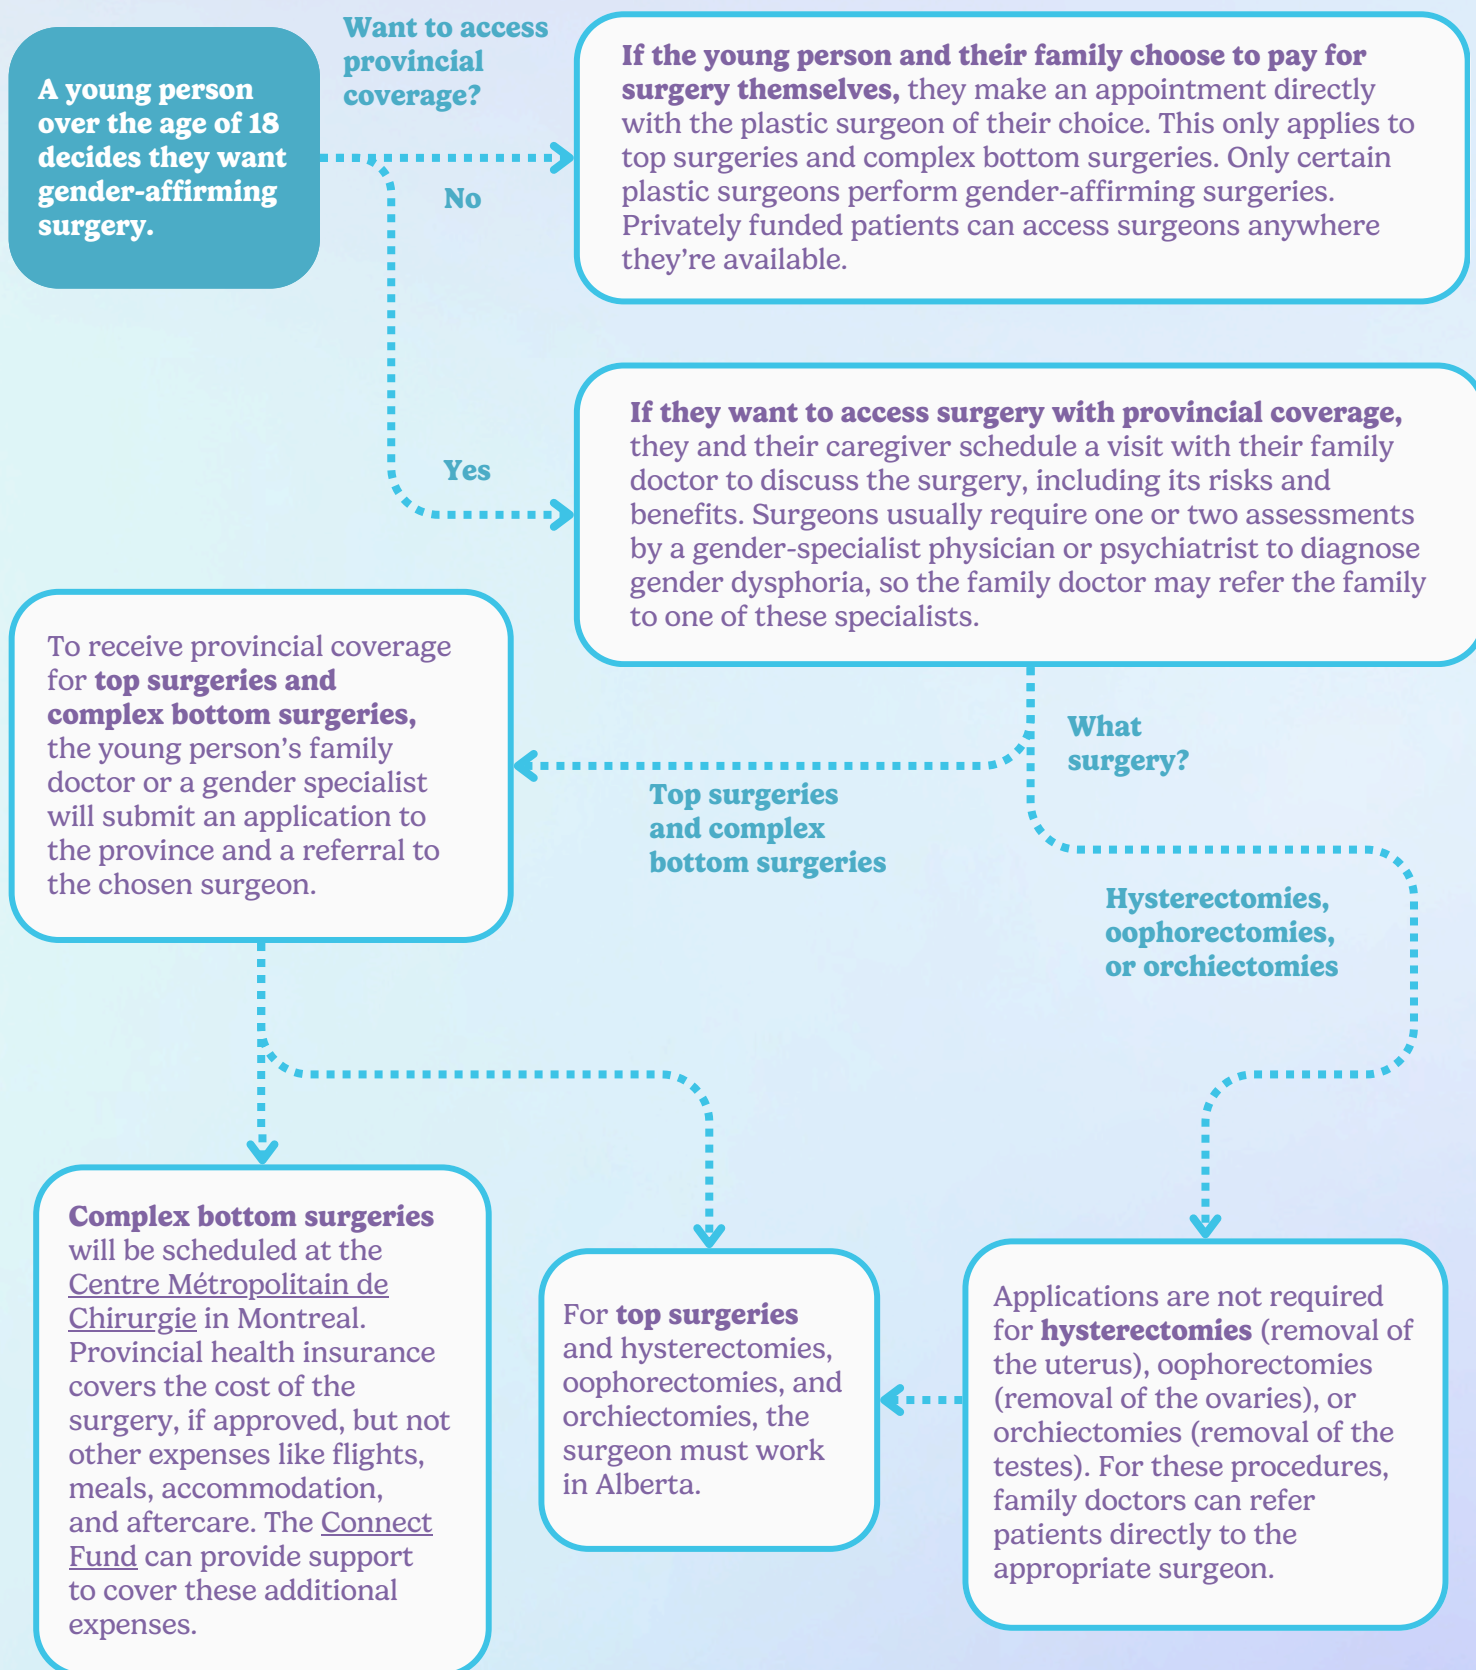 A young person
over the age of 18
decides they want
gender-affirming
surgery.
Want to access
provincial
coverage?
No
If the young person and their family choose to pay for
surgery themselves, they make an appointment directly
with the plastic surgeon of their choice. This only applies to
top surgeries and complex bottom surgeries. Only certain
plastic surgeons perform gender-affirming surgeries.
Privately funded patients can access surgeons anywhere
they’re available.
Yes
If they want to access surgery with provincial coverage,
they and their caregiver schedule a visit with their family
doctor to discuss the surgery, including its risks and
benefits. Surgeons usually require one or two assessments
by a gender-specialist physician or psychiatrist to diagnose
gender dysphoria, so the family doctor may refer the family
to one of these specialists.
What
surgery?
Top surgeries
and complex
bottom surgeries
To receive provincial coverage
for top surgeries and
complex bottom surgeries,
the young person’s family
doctor or a gender specialist
will submit an application to
the province and a referral to
the chosen surgeon.
Hysterectomies,
oophorectomies,
or orchiectomies
Complex bottom surgeries
will be scheduled at the
Centre Métropolitain de
Chirurgie in Montreal.
Provincial health insurance
covers the cost of the
surgery, if approved, but not
other expenses like flights,
meals, accommodation,
and aftercare. The Connect
Fund can provide support
to cover these additional
expenses.
For top surgeries
and hysterectomies,
oophorectomies, and
orchiectomies, the
surgeon must work
in Alberta.
Applications are not required
for hysterectomies (removal of
the uterus), oophorectomies
(removal of the ovaries), or
orchiectomies (removal of the
testes). For these procedures,
family doctors can refer
patients directly to the
appropriate surgeon.